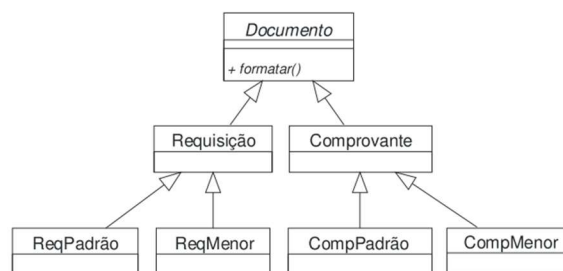 Documento
+ formatar()
Requisição
Comprovante
ReqPadrão
ReqMenor
CompPadrão
CompMenor